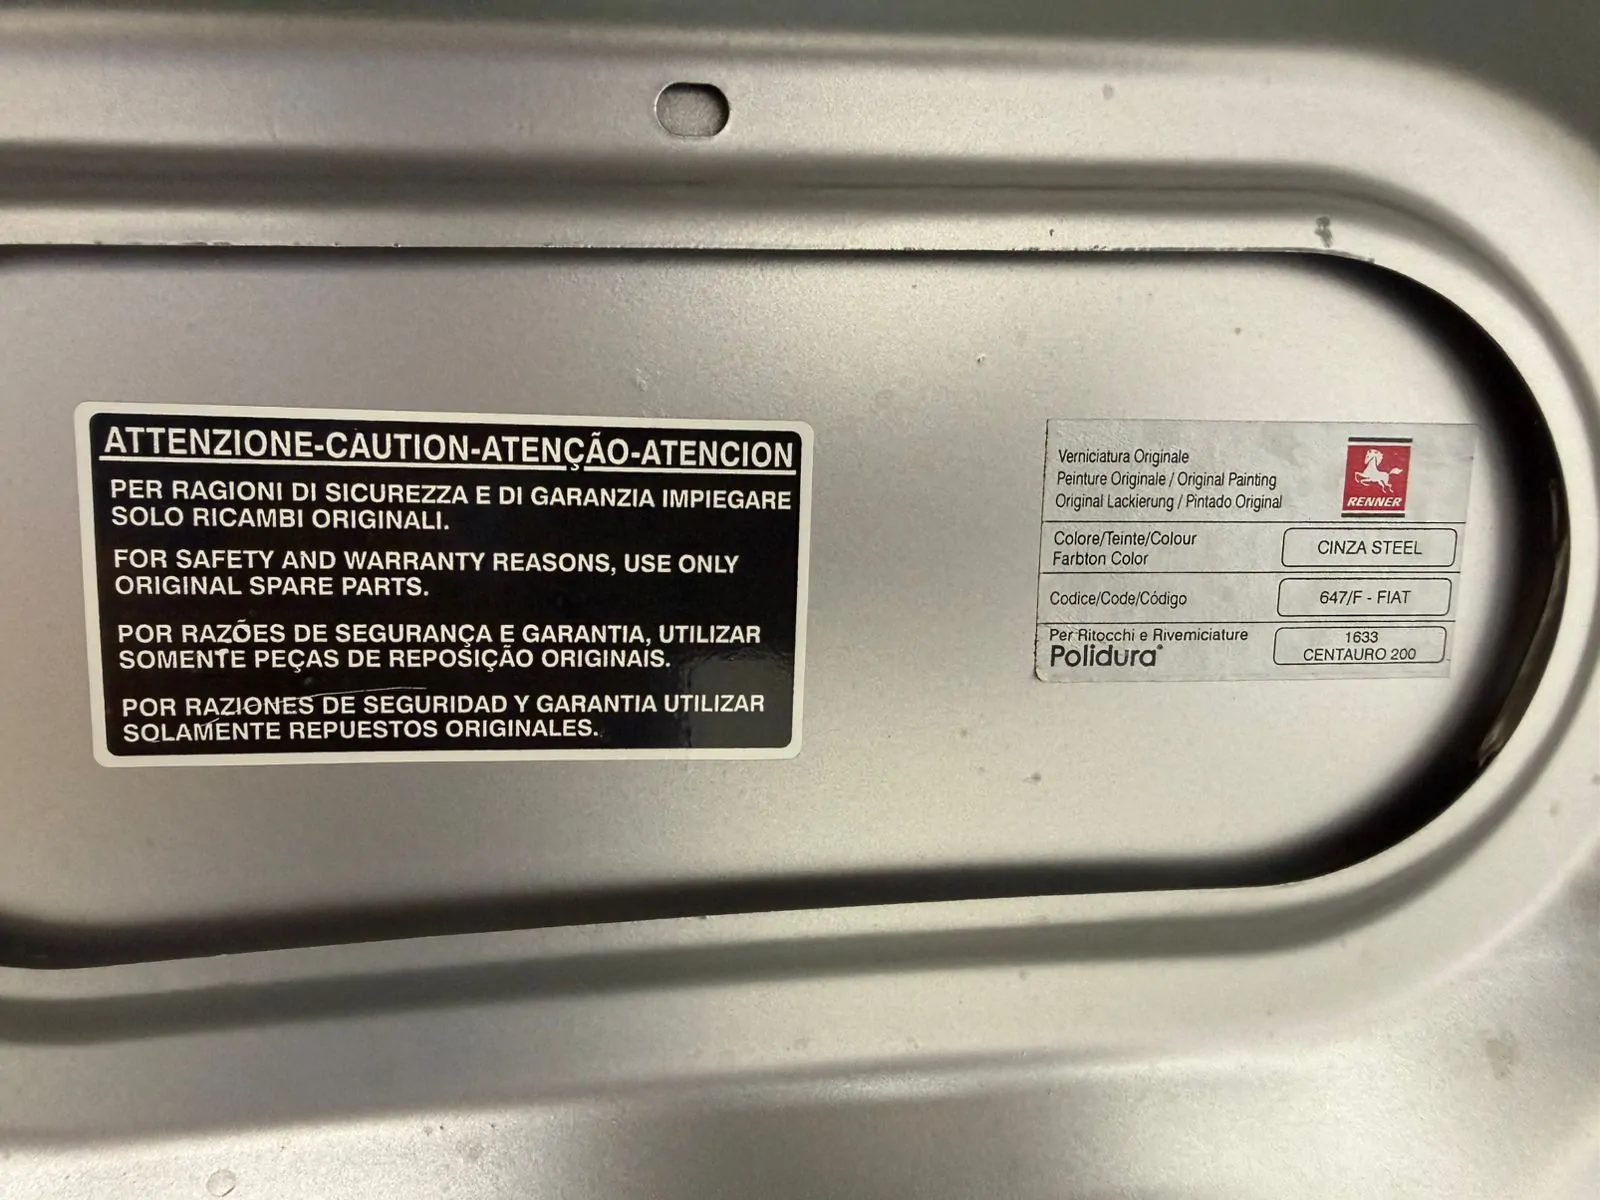 ATTENZIONE-CAUTION-ATENÇÃO-ATENCION
PER RAGIONI DI SICUREZZA E DI GARANZIA IMPIEGARE
SOLO RICAMBI ORIGINALI.
FOR SAFETY AND WARRANTY REASONS, USE ONLY
ORIGINAL SPARE PARTS.
POR RAZÕES DE SEGURANÇA E GARANTIA, UTILIZAR
SOMENTE PEÇAS DE REPOSIÇÃO ORIGINAIS.
POR RAZIONES DE SEGURIDAD Y GARANTIA UTILIZAR
SOLAMENTE REPUESTOS ORIGINALES.
Verniciatura Originale
Peinture Originale / Original Painting
Original Lackierung / Pintado Original
RENNER
Colore/Teinte/Colour
Farbton Color
CINZA STEEL
Codice/Code/Código
647/F - FIAT
Per Ritocchi e Riverniciature
Polidura®
1633
CENTAURO 200